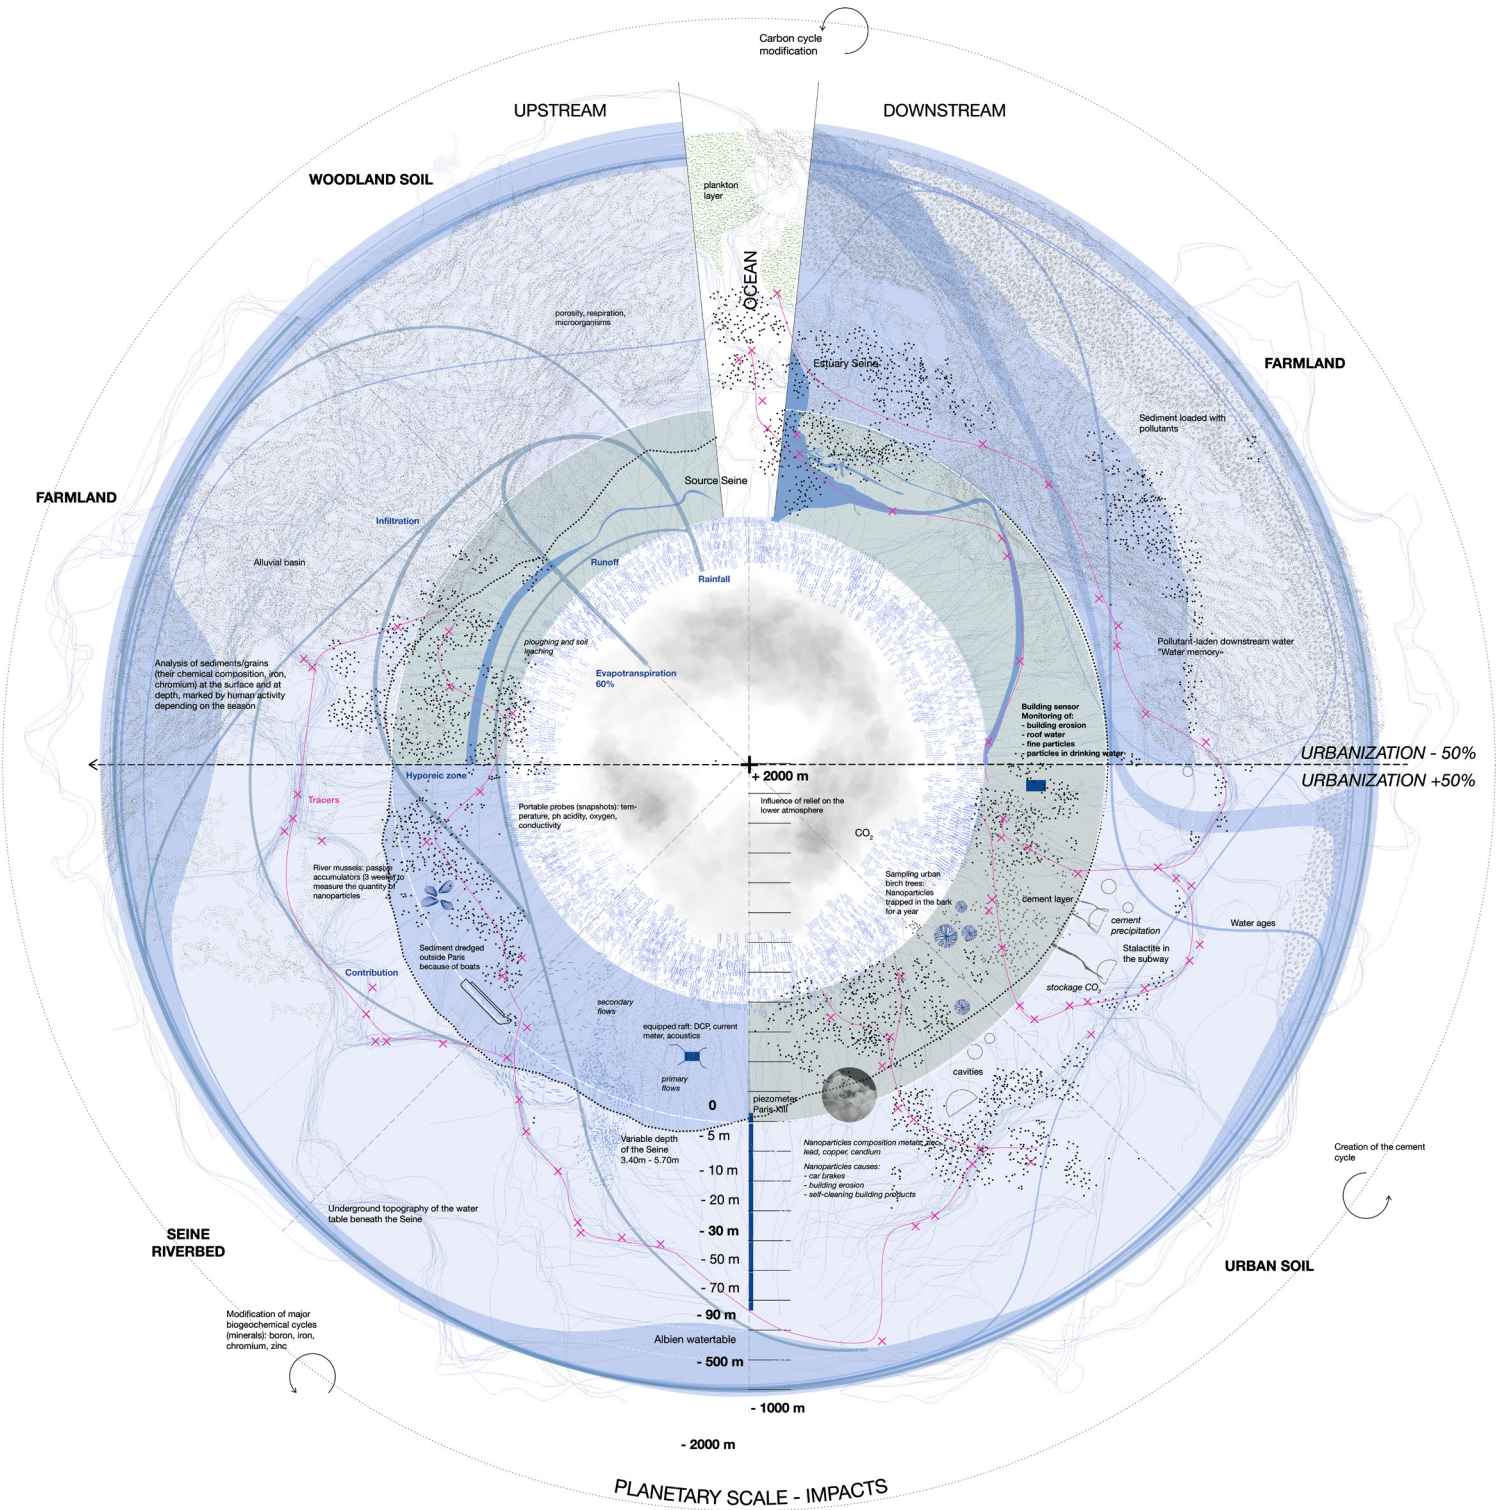 Carbon cycle
modification
UPSTREAM
DOWNSTREAM
WOODLAND SOIL
plankton
layer
OCEAN
porosity, respiration,
microorganisms
Estuary Seine
FARMLAND
Sediment loaded with
pollutants
FARMLAND
Source Seine
Infiltration
Alluvial basin
Runoff
Rainfall
ploughing and soil
leaching
Evapotranspiration
60%
Pollutant-laden downstream water
"Water memory»
Analysis of sediments/grains
(their chemical composition, iron,
chromium) at the surface and at
depth, marked by human activity
depending on the season
Building sensor
Monitoring of:
- building erosion
- roof water
- fine particles
- particles in drinking water
URBANIZATION - 50%
URBANIZATION +50%
Hyporeic zone
+ 2000 m
Tracers
Portable probes (snapshots): tem-
perature, ph acidity, oxygen,
conductivity
Influence of relief on the
lower atmosphere
CO2
River mussels: passive
accumulators (3 weeks) to
measure the quantity of
nanoparticles
Sampling urban
birch trees:
Nanoparticles
trapped in the bark
for a year
cement layer
cement
precipitation
Water ages
Stalactite in
the subway
Sediment dredged
outside Paris
because of boats
Contribution
stockage CO2
secondary
flows
equipped raft: DCP, current
meter, acoustics
primary
flows
cavities
0
piezometer
Paris XIII
- 5 m
Variable depth
of the Seine
3.40m - 5.70m
Nanoparticles composition metals, zinc,
lead, copper, candium
Nanoparticles causes:
- car brakes
- building erosion
- self-cleaning building products
Creation of the cement
cycle
- 10 m
- 20 m
Underground topography of the water
table beneath the Seine
- 30 m
SEINE
RIVERBED
- 50 m
URBAN SOIL
- 70 m
- 90 m
Modification of major
biogeochemical cycles
(minerals): boron, iron,
chromium, zinc
Albien watertable
- 500 m
- 1000 m
- 2000 m
PLANETARY SCALE - IMPACTS